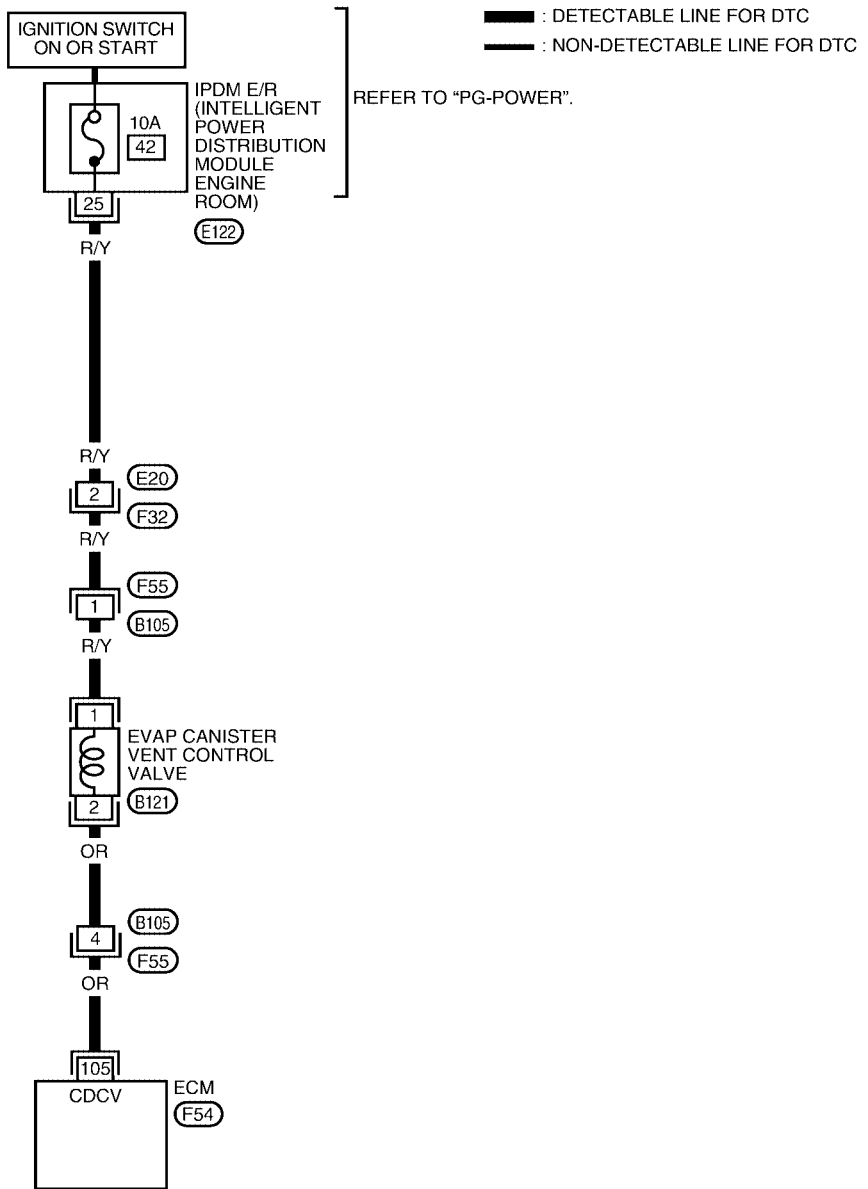 IGNITION SWITCH
ON OR START
: DETECTABLE LINE FOR DTC
: NON-DETECTABLE LINE FOR DTC
IPDM E/R
(INTELLIGENT
POWER
DISTRIBUTION
MODULE
ENGINE
ROOM)
REFER TO “PG-POWER”.
10A
42
25
E122
R/Y
R/Y
2
E20
F32
R/Y
1
F55
B105
R/Y
1
EVAP CANISTER
VENT CONTROL
VALVE
2
B121
OR
4
B105
F55
OR
105
CDCV
ECM
F54